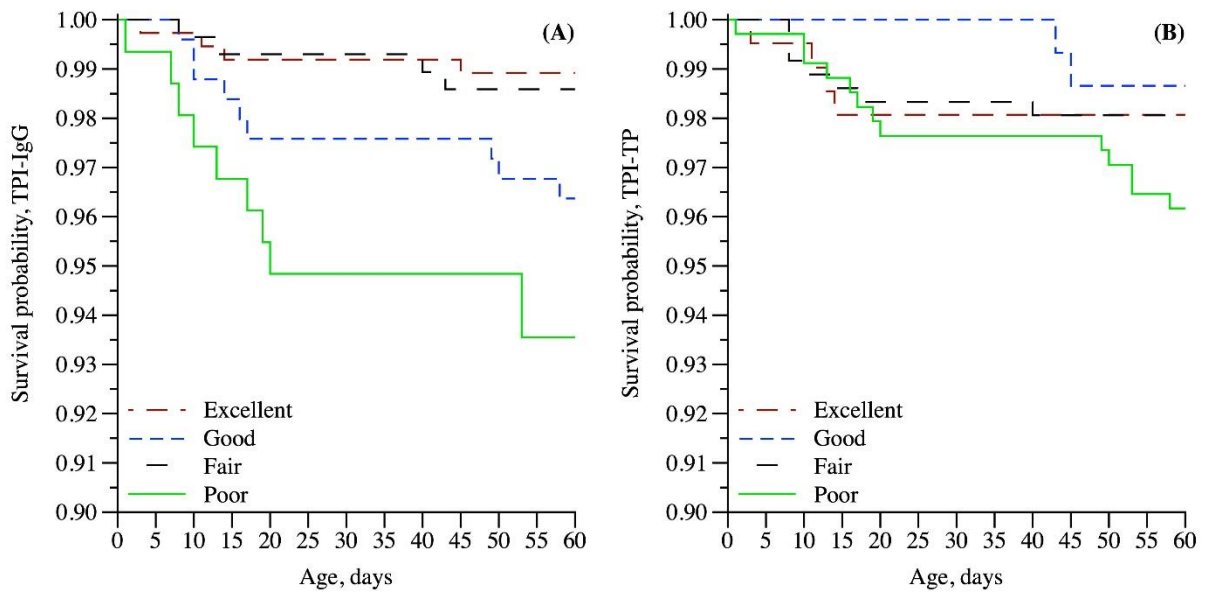 (A)
Survival probability, TPI-IgG
1.00
0.99
0.98
0.97
0.96
0.95
0.94
0.93
0.92
0.91
0.90
Excellent
Good
Fair
Poor
0 5 10 15 20 25 30 35 40 45 50 55 60
Age, days
(B)
Survival probability, TPI-TP
1.00
0.99
0.98
0.97
0.96
0.95
0.94
0.93
0.92
0.91
0.90
Excellent
Good
Fair
Poor
0 5 10 15 20 25 30 35 40 45 50 55 60
Age, days